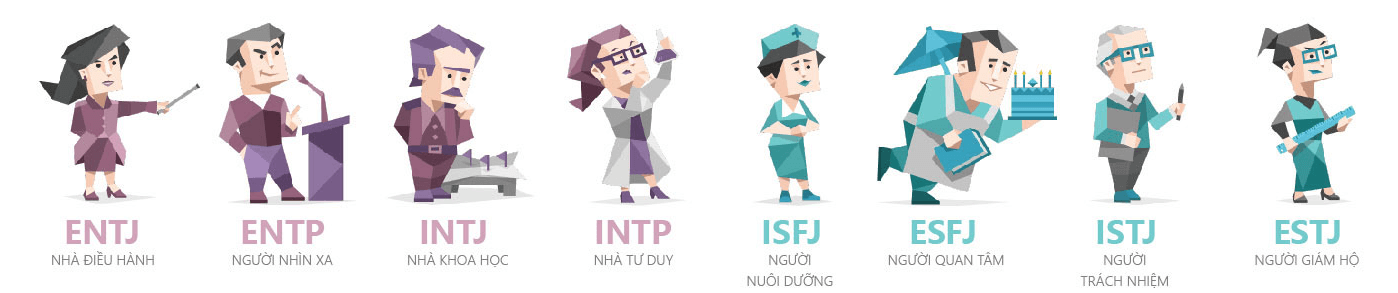 ENTJ
NHÀ ĐIỀU HÀNH
ENTP
NGƯỜI NHÌN XA
INTJ
NHÀ KHOA HỌC
INTP
NHÀ TƯ DUY
ISFJ
NGƯỜI
NUÔI DƯỠNG
ESFJ
NGƯỜI QUAN TÂM
ISTJ
NGƯỜI
TRÁCH NHIỆM
ESTJ
NGƯỜI GIÁM HỘ